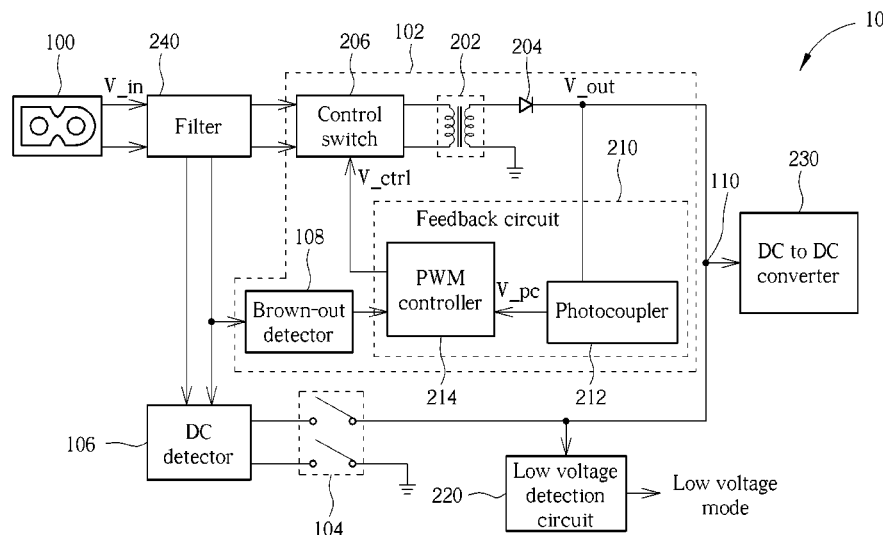 10
100
240
206
102
202
204
V_in
V_out
Filter
Control
switch
V_ctrl
210
230
110
Feedback circuit
108
PWM
controller
V_pc
Photocoupler
DC to DC
converter
Brown-out
detector
214
212
106
DC
detector
104
220
Low voltage
detection
circuit
Low voltage
mode